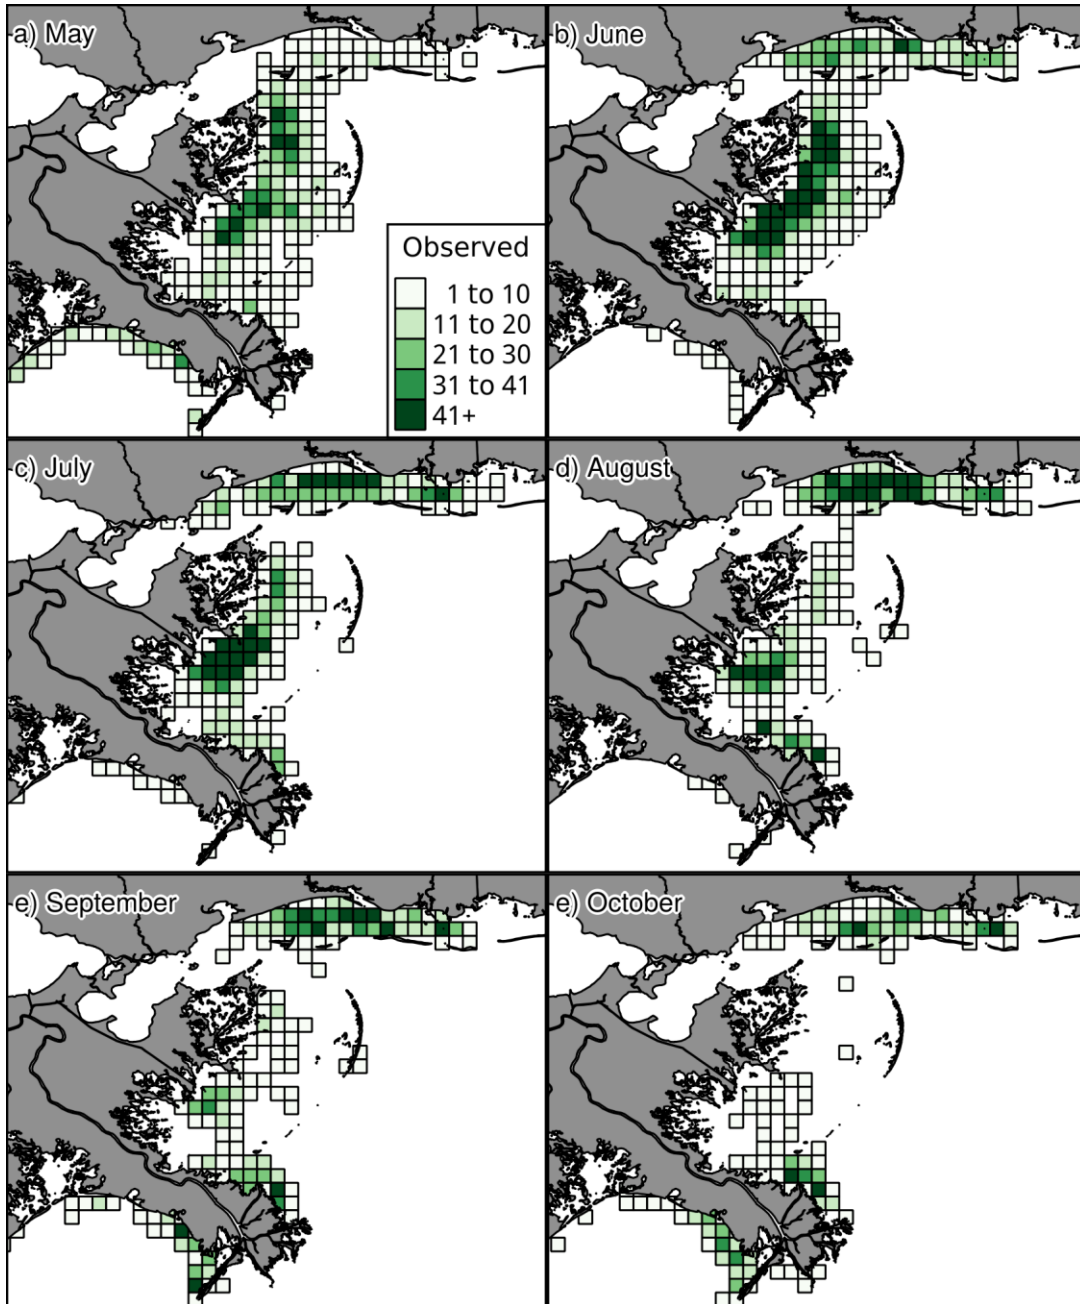 a) May
b) June
Observed
1 to 10
11 to 20
21 to 30
31 to 41
41+
c) July
d) August
e) September
e) October